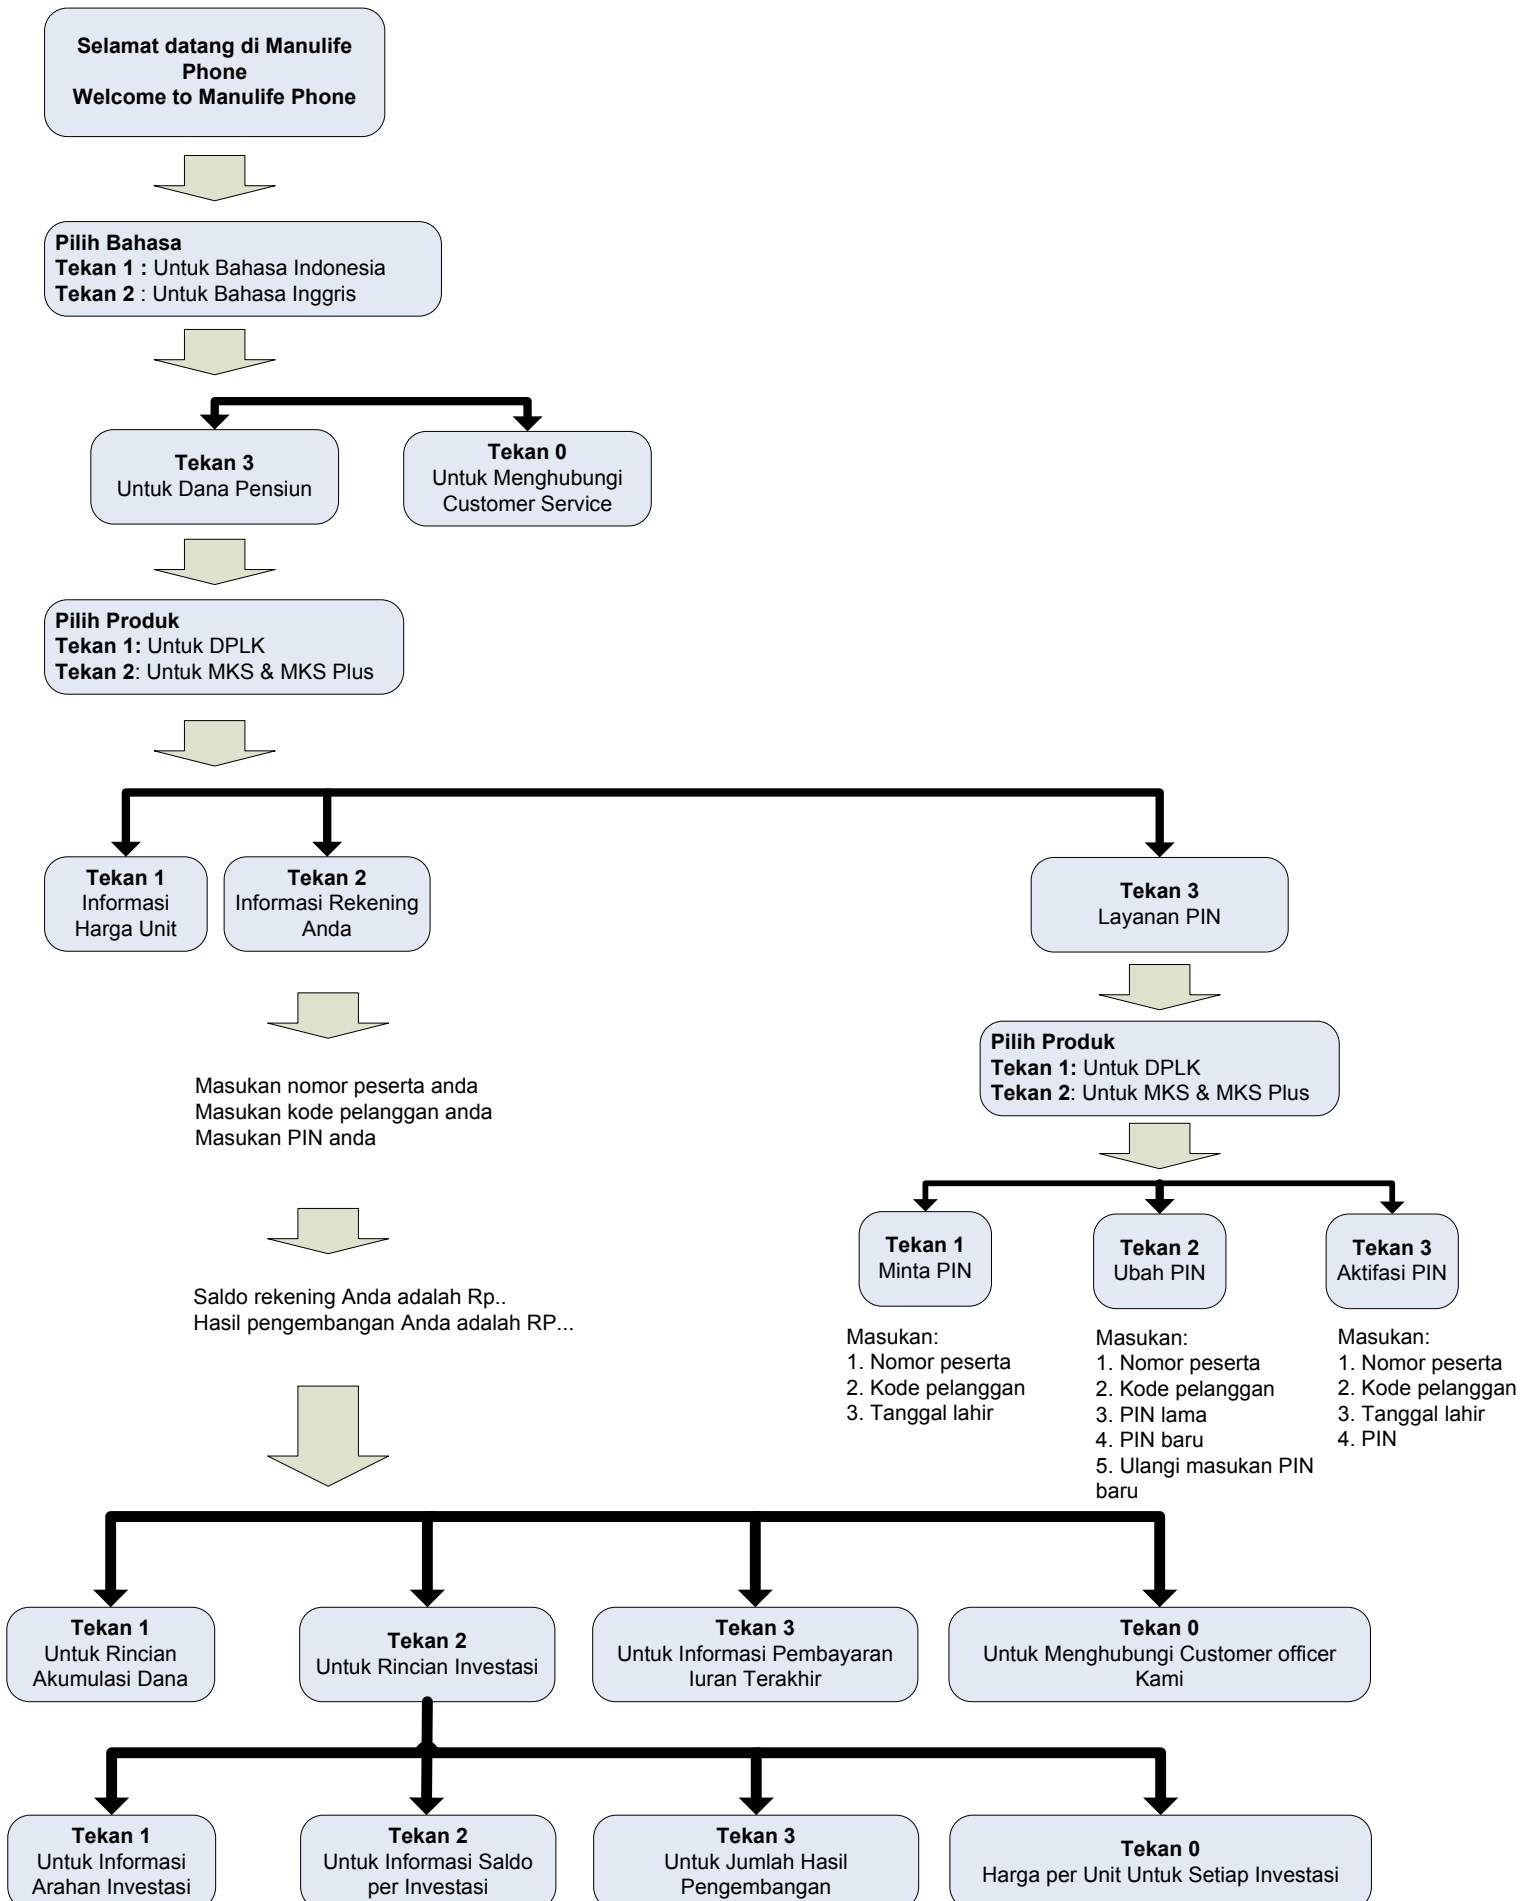 Selamat datang di Manulife
Phone
Welcome to Manulife Phone
Pilih Bahasa
Tekan 1 : Untuk Bahasa Indonesia
Tekan 2 : Untuk Bahasa Inggris
Tekan 3
Untuk Dana Pensiun
Tekan 0
Untuk Menghubungi
Customer Service
Pilih Produk
Tekan 1: Untuk DPLK
Tekan 2: Untuk MKS & MKS Plus
Tekan 1
Informasi
Harga Unit
Tekan 2
Informasi Rekening
Anda
Tekan 3
Layanan PIN
Masukan nomor peserta anda
Masukan kode pelanggan anda
Masukan PIN anda
Pilih Produk
Tekan 1: Untuk DPLK
Tekan 2: Untuk MKS & MKS Plus
Saldo rekening Anda adalah Rp..
Hasil pengembangan Anda adalah RP...
Tekan 1
Minta PIN
Masukan:
1. Nomor peserta
2. Kode pelanggan
3. Tanggal lahir
Tekan 2
Ubah PIN
Masukan:
1. Nomor peserta
2. Kode pelanggan
3. PIN lama
4. PIN baru
5. Ulangi masukan PIN
baru
Tekan 3
Aktifasi PIN
Masukan:
1. Nomor peserta
2. Kode pelanggan
3. Tanggal lahir
4. PIN
Tekan 1
Untuk Rincian
Akumulasi Dana
Tekan 2
Untuk Rincian Investasi
Tekan 3
Untuk Informasi Pembayaran
Iuran Terakhir
Tekan 0
Untuk Menghubungi Customer officer
Kami
Tekan 1
Untuk Informasi
Arahan Investasi
Tekan 2
Untuk Informasi Saldo
per Investasi
Tekan 3
Untuk Jumlah Hasil
Pengembangan
Tekan 0
Harga per Unit Untuk Setiap Investasi